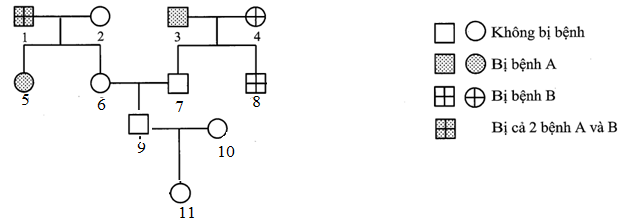 1 2 3 4
Không bị bệnh
Bị bệnh A
5 6 7 8
Bị bệnh B
9 10
Bị cả 2 bệnh A và B
11